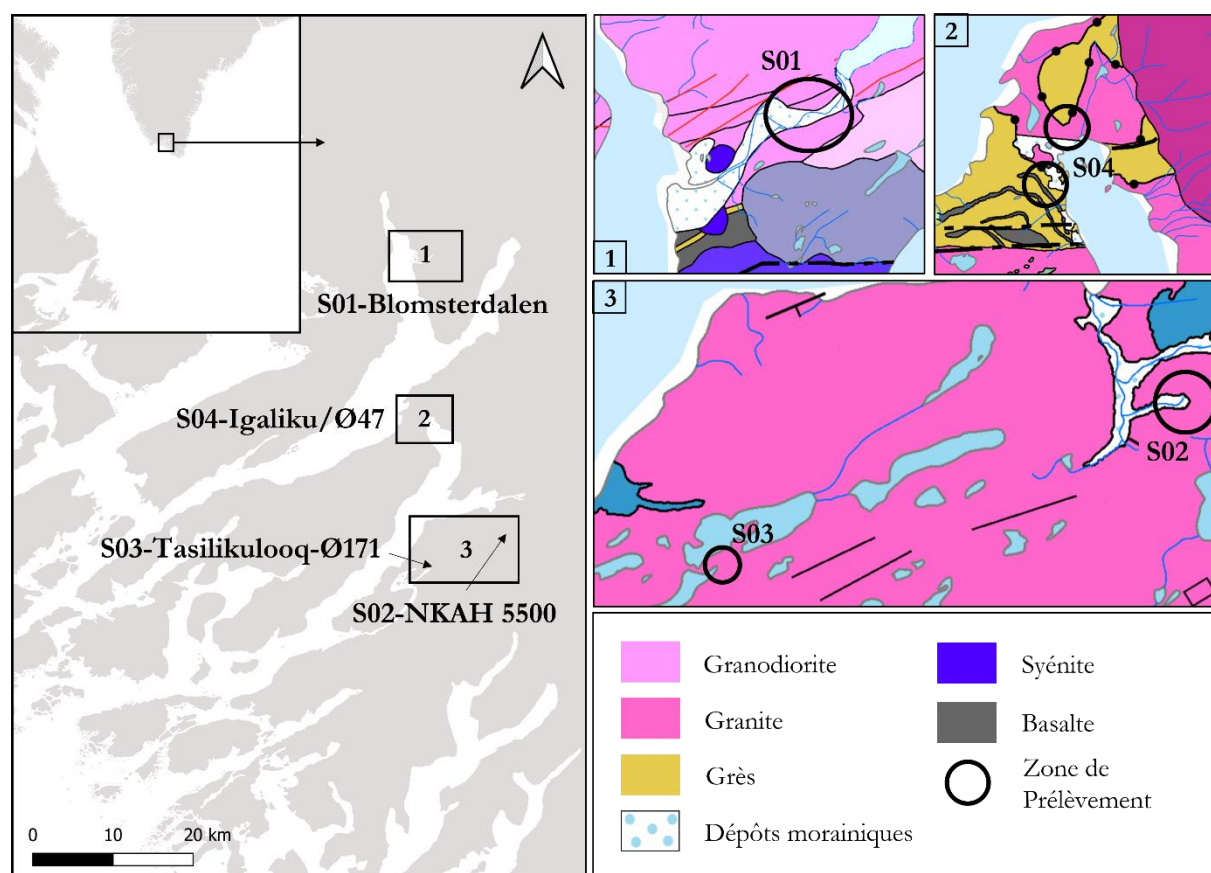 1
S01-Blomsterdalen
S04-Igaliku/Ø47
2
S03-Tasilikulooq-Ø171
3
S02-NKAH 5500
0
10
20 km
S01
1
2
S04
3
S02
S03
Granodiorite
Granite
Grès
Dépôts morainiques
Syénite
Basalte
Zone de
Prélèvement